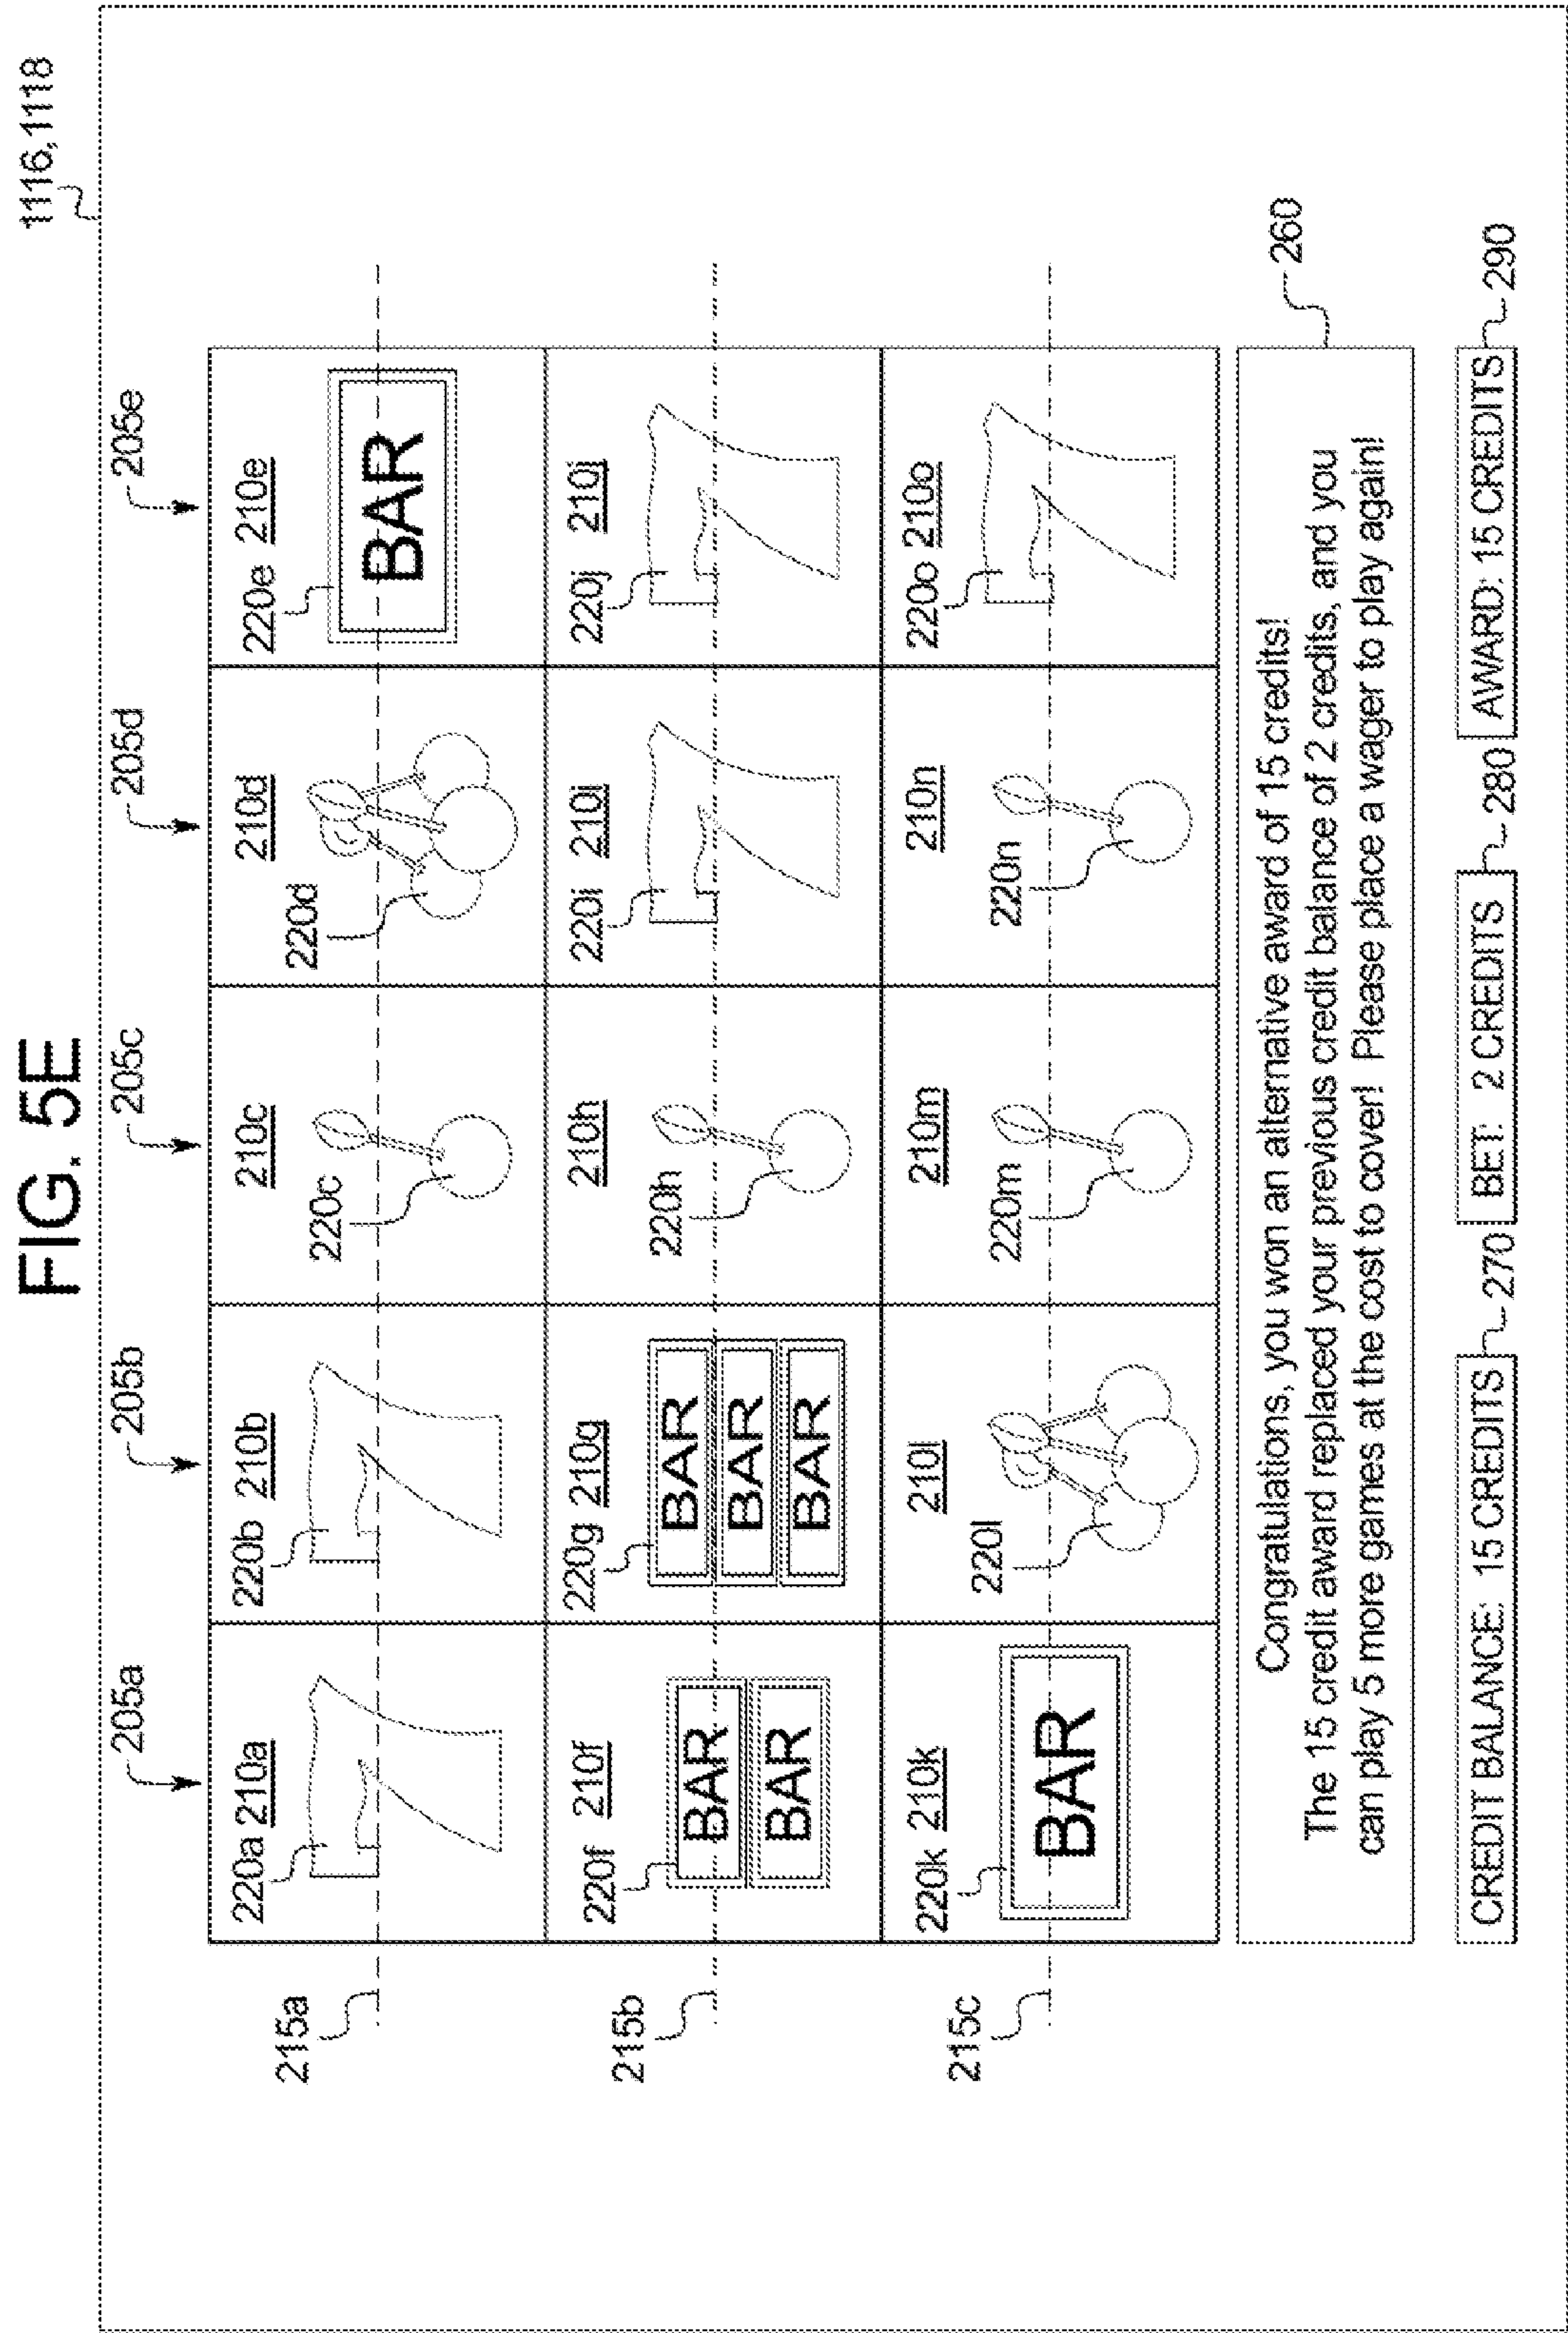 FIG. 5E
1116,1118
205a
205b
205c
205d
205e
220a 210a
220b 210b
210c
220c
210d
220d
220e 210e
BAR
215a
220f 210f
BAR
BAR
220g 210g
BAR
BAR
BAR
210h
220h
220i 210i
220j 210j
215b
220k 210k
BAR
210l
220l
210m
220m
210n
220n
220o 210o
215c
Congratulations, you won an alternative award of 15 credits!
The 15 credit award replaced your previous credit balance of 2 credits, and you
can play 5 more games at the cost to cover! Please place a wager to play again!
260
CREDIT BALANCE: 15 CREDITS
270
BET: 2 CREDITS
280
AWARD: 15 CREDITS
290